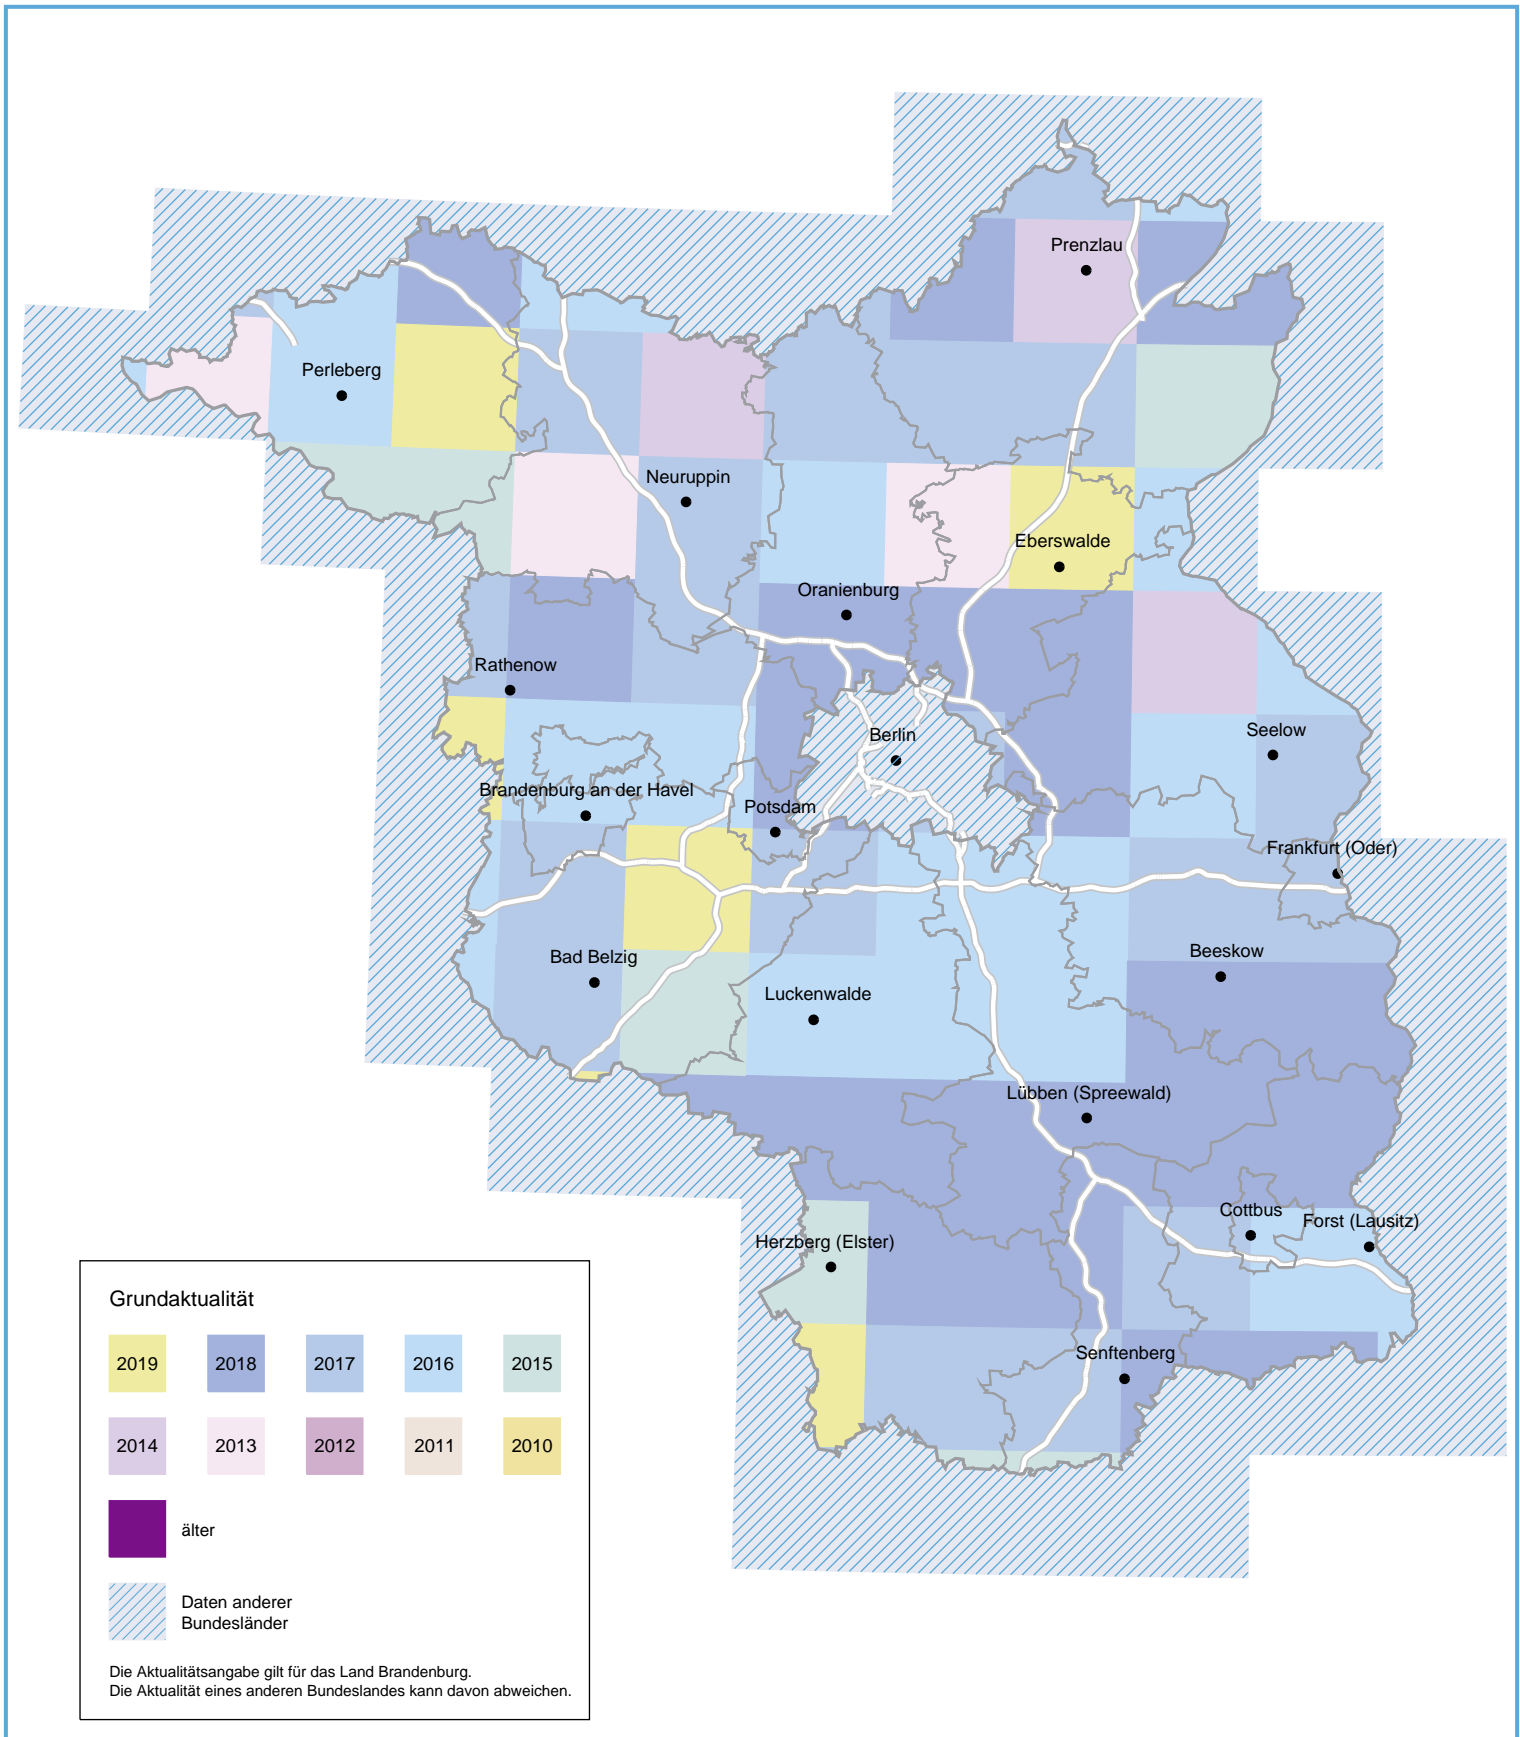 Prenzlau
Perleberg
Neuruppin
Eberswalde
Oranienburg
Rathenow
Seelow
Berlin
Brandenburg an der Havel
Potsdam
Frankfurt (Oder)
Beeskow
Bad Belzig
Luckenwalde
Lübben (Spreewald)
Cottbus
Forst (Lausitz)
Herzberg (Elster)
Senftenberg
Grundaktualität
2019 2018 2017 2016 2015
2014 2013 2012 2011 2010
älter
Daten anderer
Bundesländer
Die Aktualitätsangabe gilt für das Land Brandenburg.
Die Aktualität eines anderen Bundeslandes kann davon abweichen.